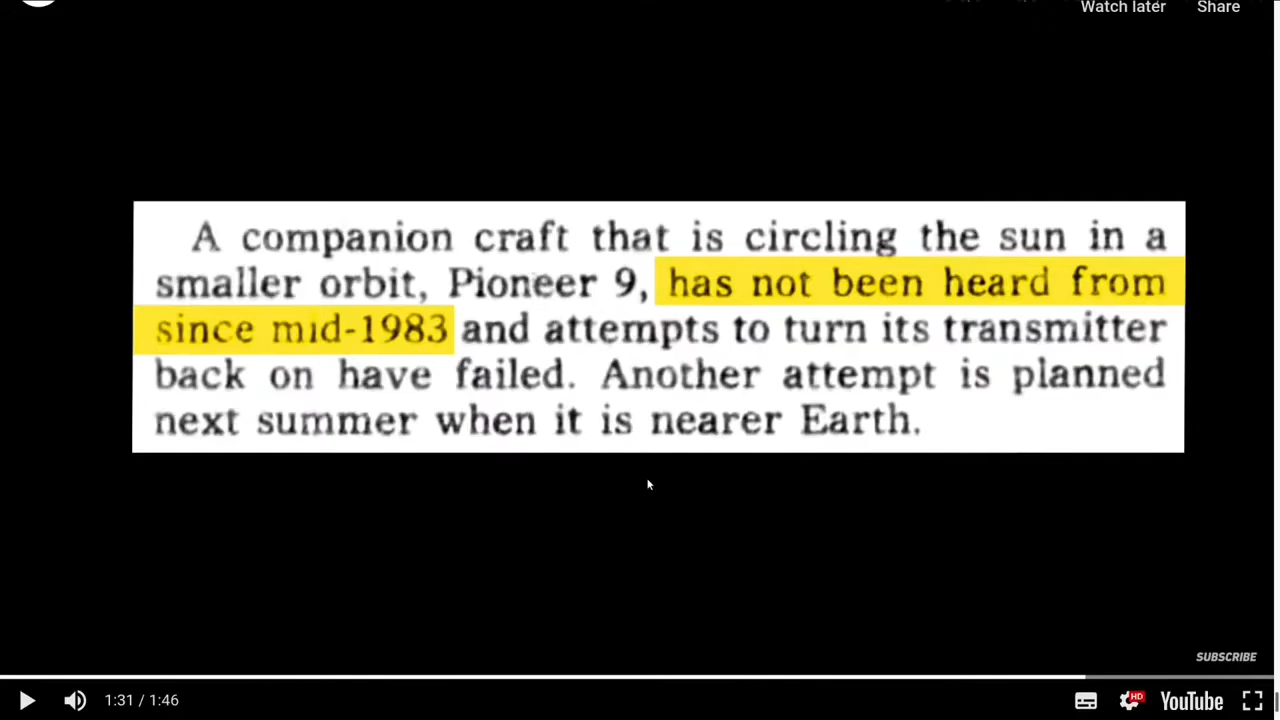 Watch later Share
A companion craft that is circling the sun in a
smaller orbit, Pioneer 9, has not been heard from
since mid-1983 and attempts to turn its transmitter
back on have failed. Another attempt is planned
next summer when it is nearer Earth.
SUBSCRIBE
1:31 / 1:46 HD YouTube